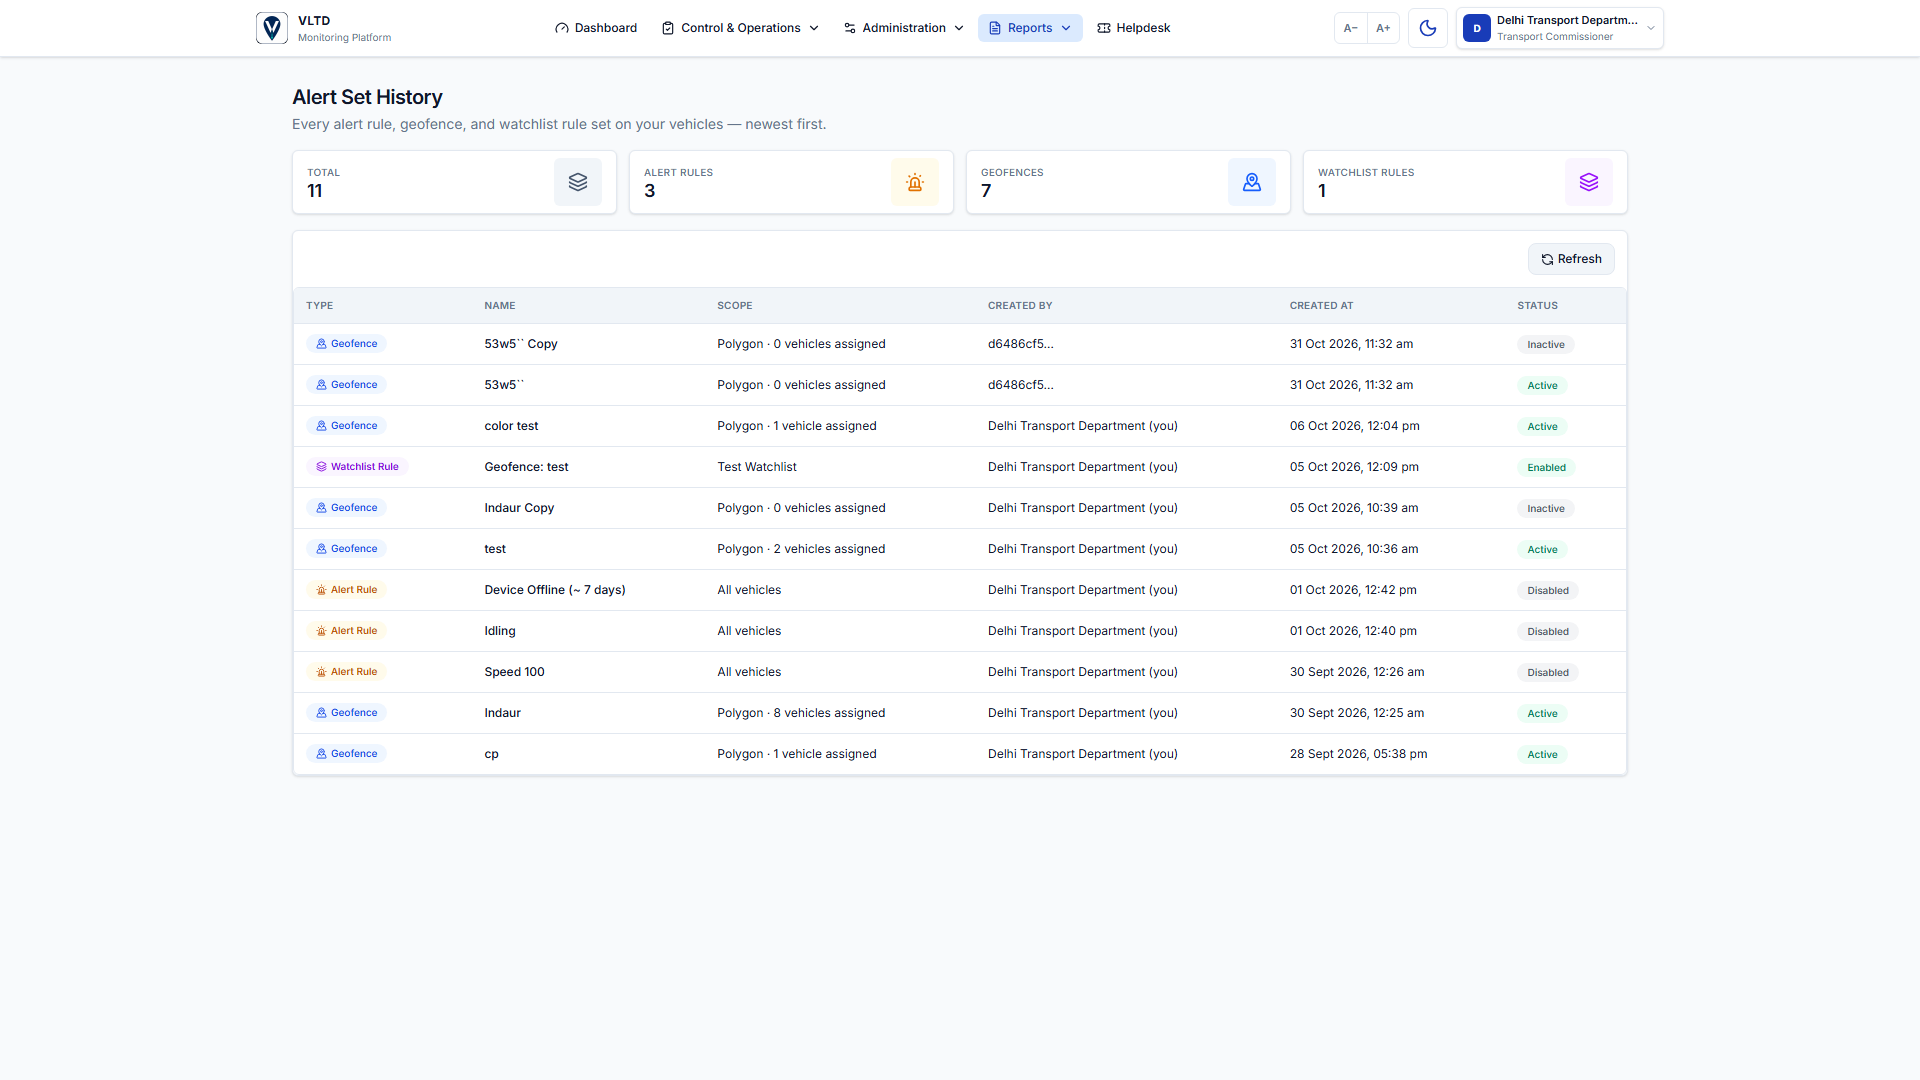 VLTD
Monitoring Platform
Dashboard
Control & Operations
Administration
Reports
Helpdesk
A−
A+
D
Delhi Transport Departm...
Transport Commissioner
Alert Set History
Every alert rule, geofence, and watchlist rule set on your vehicles — newest first.
TOTAL
11
ALERT RULES
3
GEOFENCES
7
WATCHLIST RULES
1
Refresh
TYPE NAME SCOPE CREATED BY CREATED AT STATUS
Geofence 53w5`` Copy Polygon · 0 vehicles assigned d6486cf5... 31 Oct 2026, 11:32 am Inactive
Geofence 53w5`` Polygon · 0 vehicles assigned d6486cf5... 31 Oct 2026, 11:32 am Active
Geofence color test Polygon · 1 vehicle assigned Delhi Transport Department (you) 06 Oct 2026, 12:04 pm Active
Watchlist Rule Geofence: test Test Watchlist Delhi Transport Department (you) 05 Oct 2026, 12:09 pm Enabled
Geofence Indaur Copy Polygon · 0 vehicles assigned Delhi Transport Department (you) 05 Oct 2026, 10:39 am Inactive
Geofence test Polygon · 2 vehicles assigned Delhi Transport Department (you) 05 Oct 2026, 10:36 am Active
Alert Rule Device Offline (~ 7 days) All vehicles Delhi Transport Department (you) 01 Oct 2026, 12:42 pm Disabled
Alert Rule Idling All vehicles Delhi Transport Department (you) 01 Oct 2026, 12:40 pm Disabled
Alert Rule Speed 100 All vehicles Delhi Transport Department (you) 30 Sept 2026, 12:26 am Disabled
Geofence Indaur Polygon · 8 vehicles assigned Delhi Transport Department (you) 30 Sept 2026, 12:25 am Active
Geofence cp Polygon · 1 vehicle assigned Delhi Transport Department (you) 28 Sept 2026, 05:38 pm Active